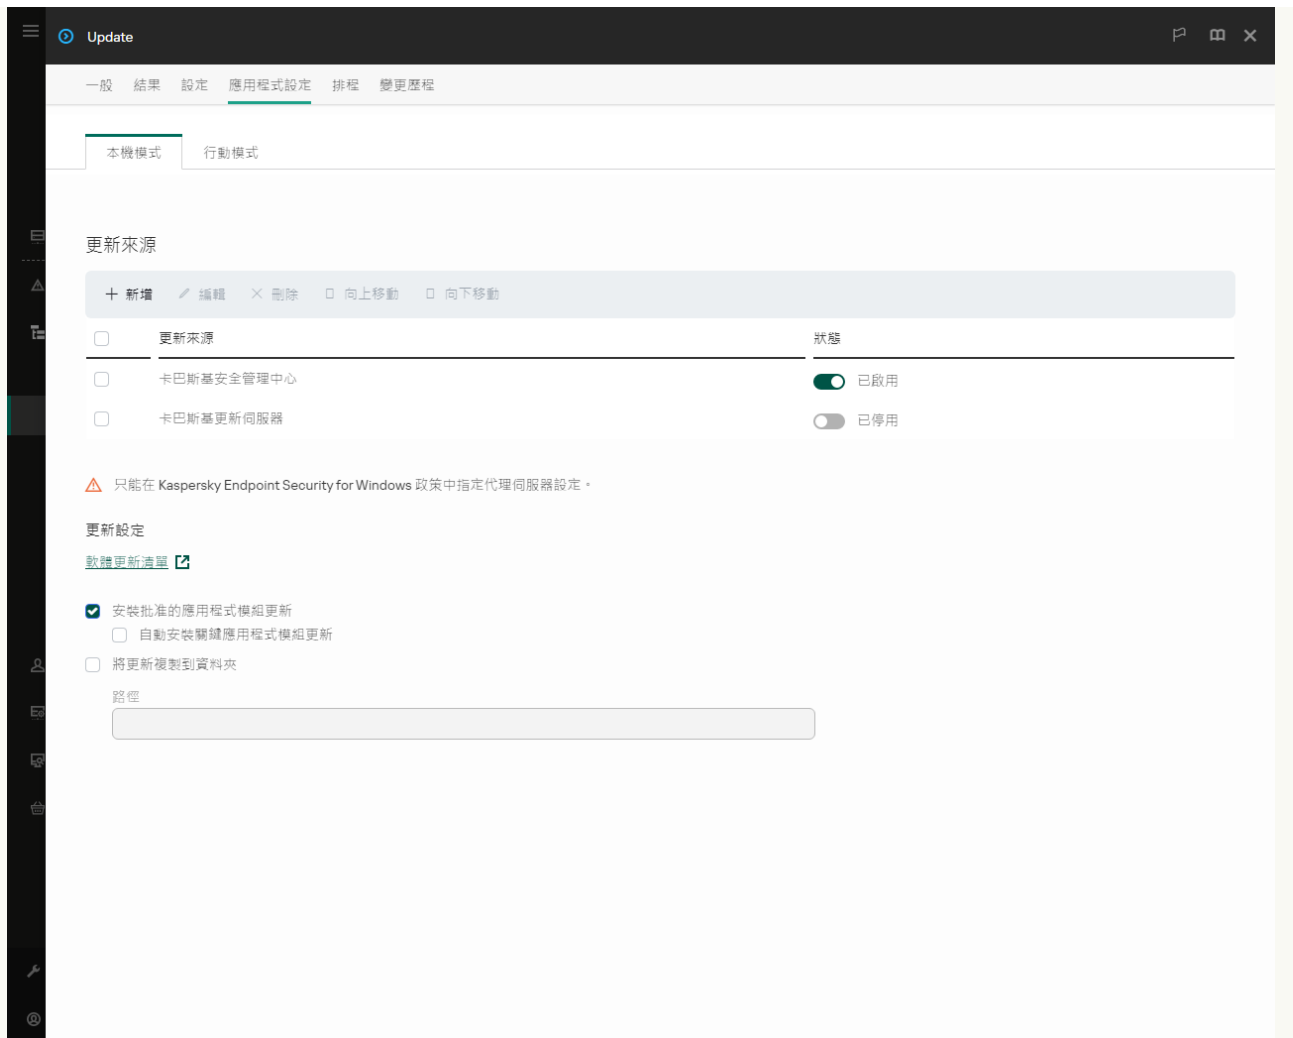 Update
一般 結果 設定 應用程式設定 排程 變更歷程
本機模式 行動模式
更新來源
新增 編輯 刪除 向上移動 向下移動
更新來源 狀態
卡巴斯基安全管理中心 已啟用
卡巴斯基更新伺服器 已停用
只能在 Kaspersky Endpoint Security for Windows 政策中指定代理伺服器設定。
更新設定
軟體更新清單
安裝批准的應用程式模組更新
自動安裝關鍵應用程式模組更新
將更新複製到資料夾
路徑